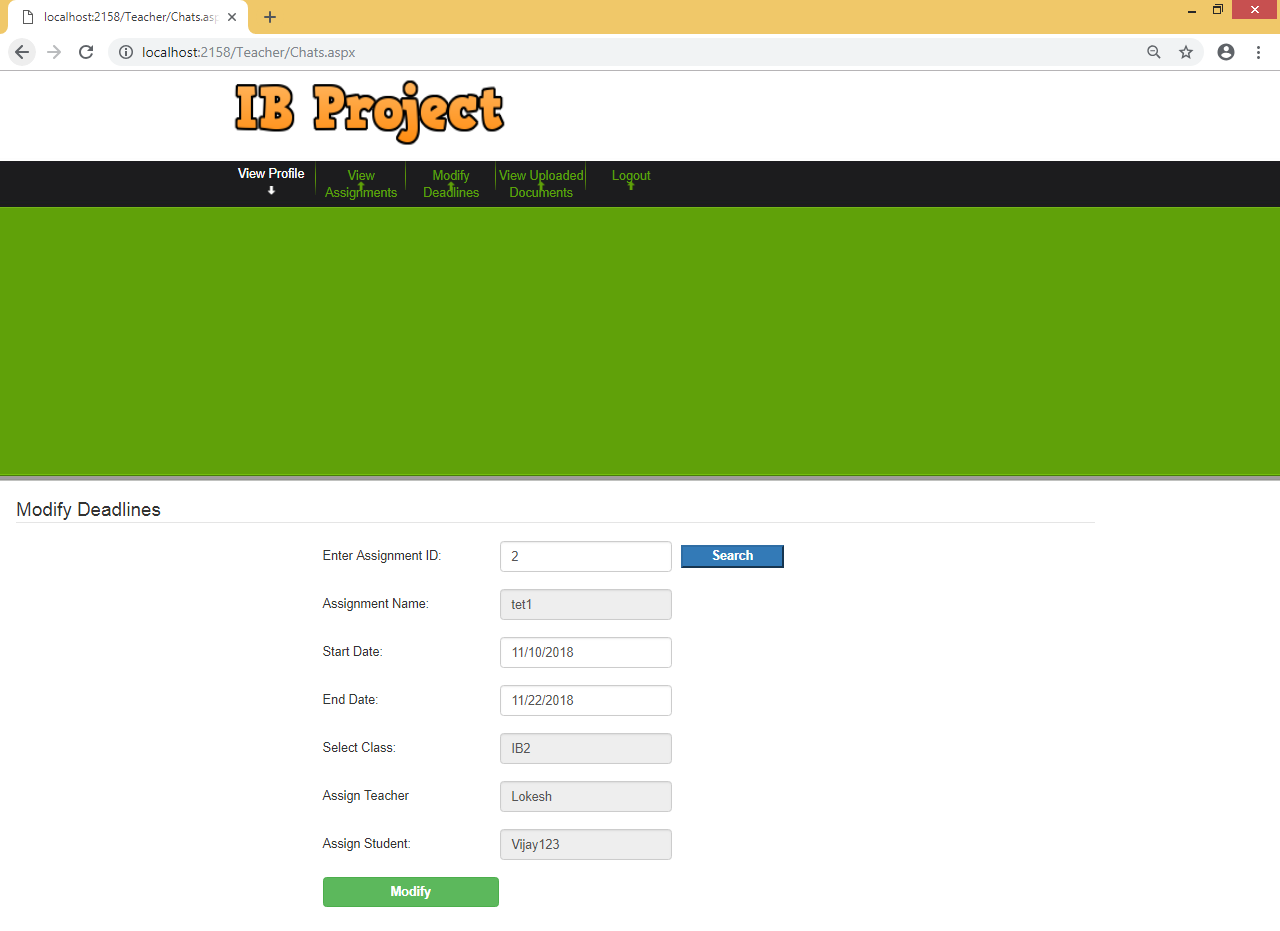 localhost:2158/Teacher/Chats.asp
localhost:2158/Teacher/Chats.aspx
IB Project
View Profile
View Assignments
Modify Deadlines
View Uploaded Documents
Logout
Modify Deadlines
Enter Assignment ID: 2 Search
Assignment Name: tet1
Start Date: 11/10/2018
End Date: 11/22/2018
Select Class: IB2
Assign Teacher Lokesh
Assign Student: Vijay123
Modify